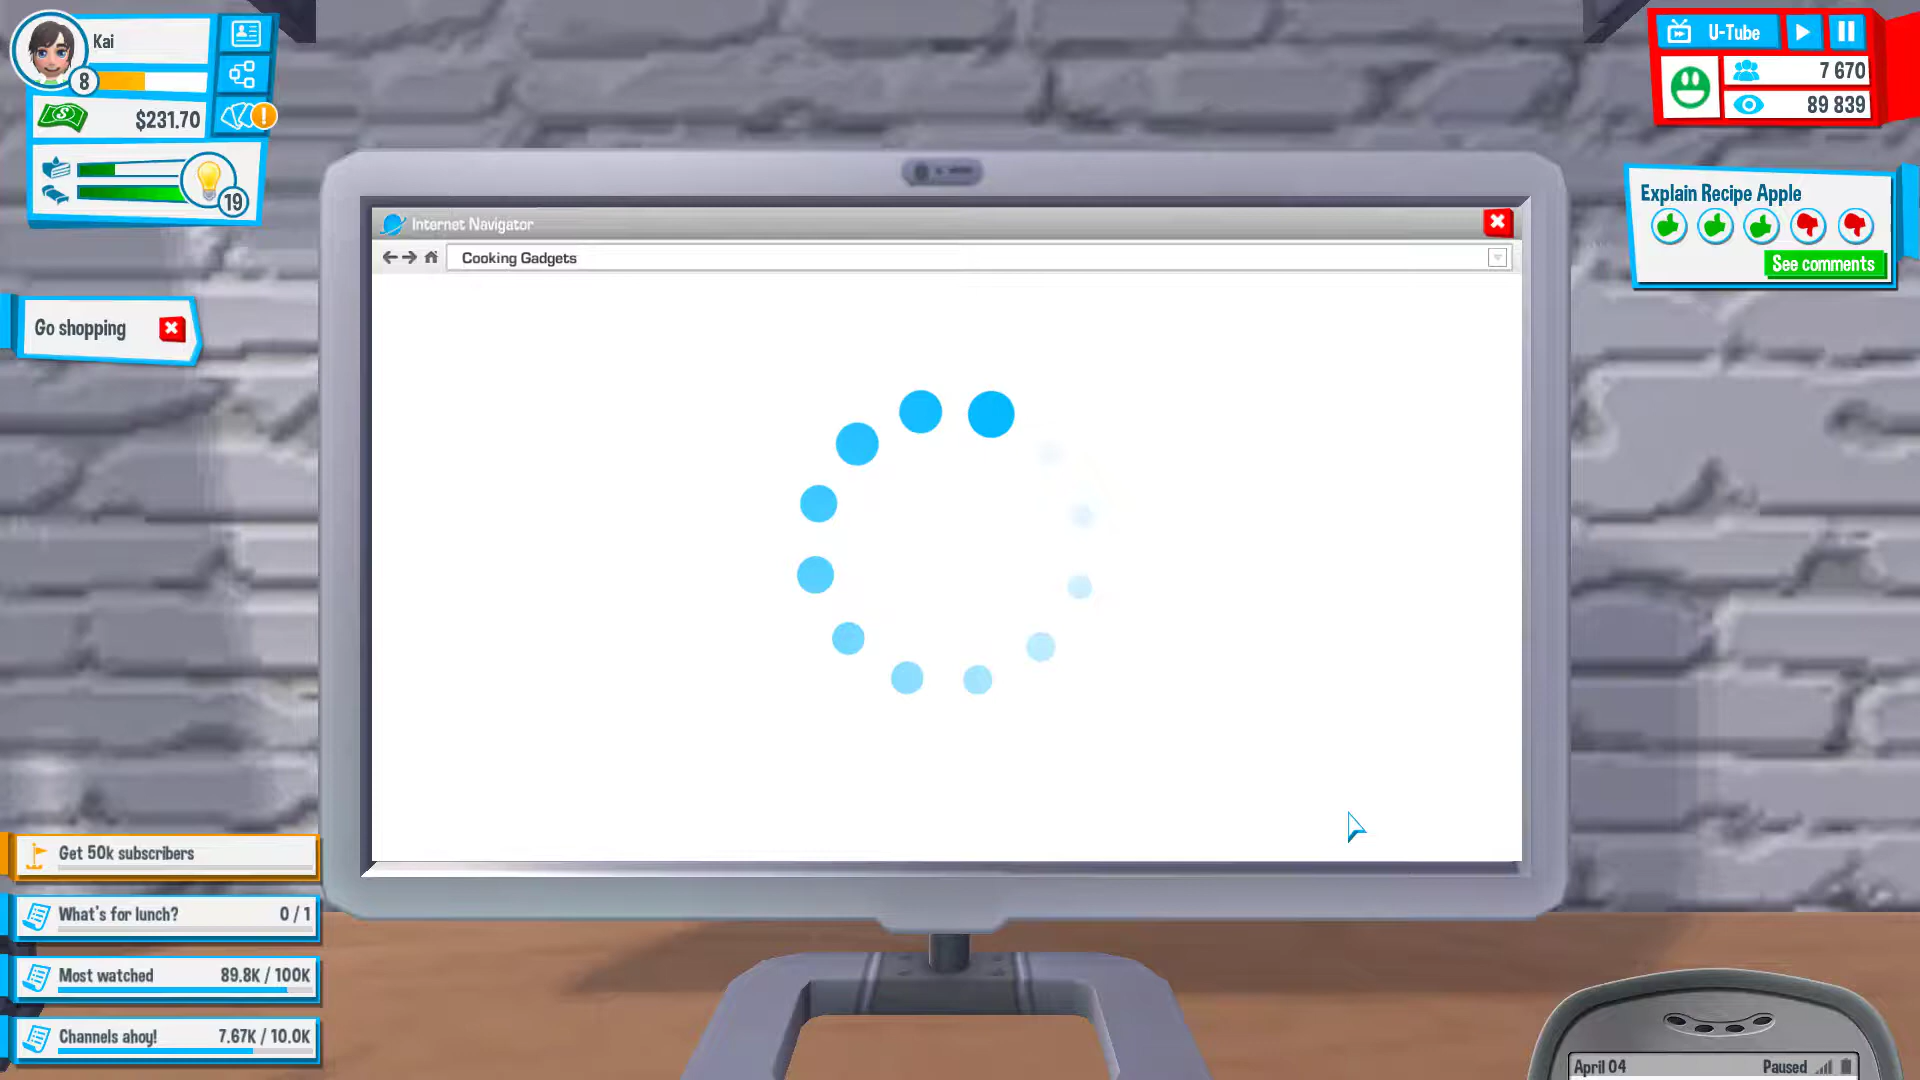 Kai
8
$231.70
!
19
U-Tube
7 670
89 839
Explain Recipe Apple
See comments
Internet Navigator
Cooking Gadgets
Go shopping
Get 50k subscribers
What's for lunch? 0 / 1
Most watched 89.8K / 100K
Channels ahoy! 7.67K / 10.0K
April 04 Paused